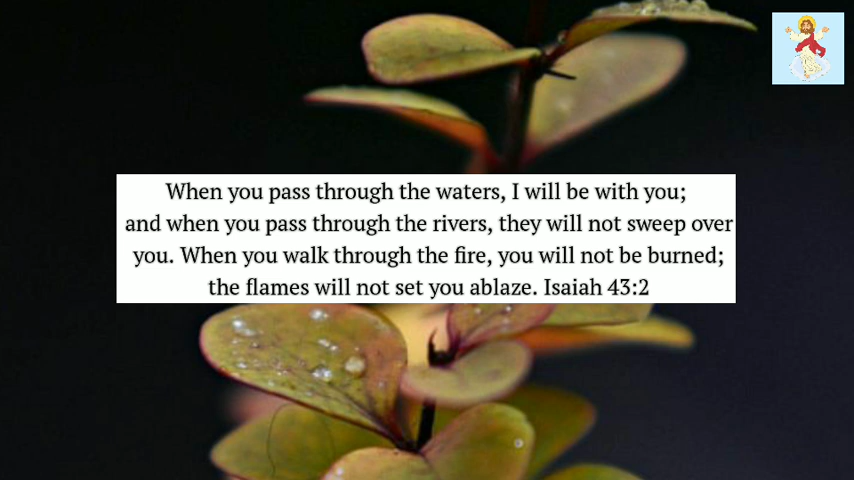 When you pass through the waters, I will be with you;
and when you pass through the rivers, they will not sweep over
you. When you walk through the fire, you will not be burned;
the flames will not set you ablaze. Isaiah 43:2